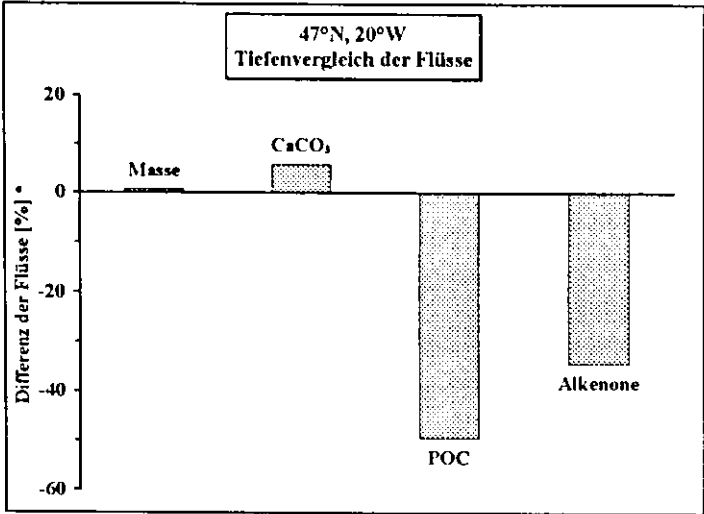 47°N, 20°W
Tiefenvergleich der Flüsse
20
0
-20
-40
-60
Differenz der Flüsse [%] *
Masse
CaCO₃
POC
Alkenone